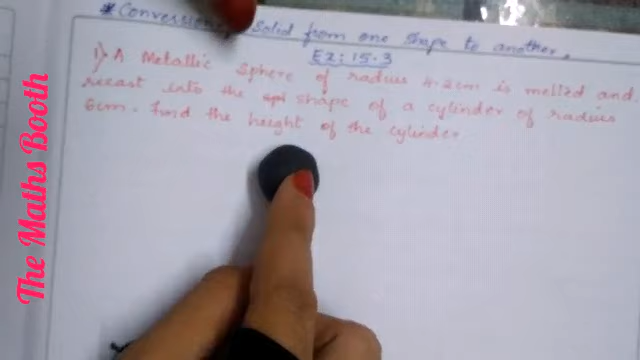 * Conversion Solid from one shape to another.
Ex: 15.3
1) A Metallic Sphere of radius 4.2cm is melted and
recast into the shape of a cylinder of radius
6cm. Find the height of the cylinder.
The Maths Booth